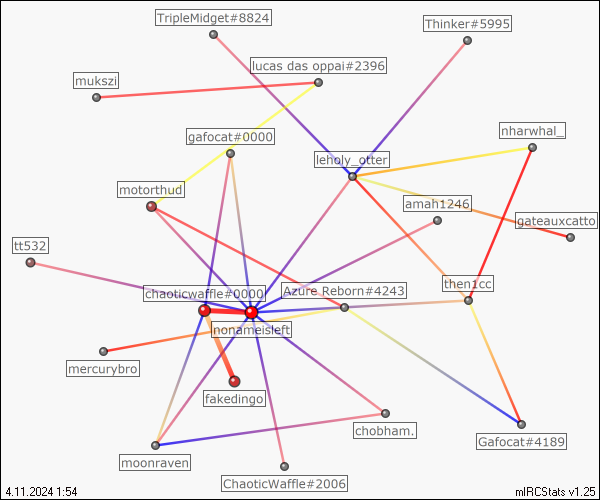 TripleMidget#8824
Thinker#5995
lucas das oppai#2396
mukszi
nharwhal_
gafocat#0000
leholy_otter
motorthud
amah1246
gateauxcatto
tt532
then1cc
chaoticwaffle#0000
Azure Reborn#4243
nonameisleft
mercurybro
fakedingo
chobham.
Gafocat#4189
moonraven
ChaoticWaffle#2006
4.11.2024 1:54
mIRCStats v1.25